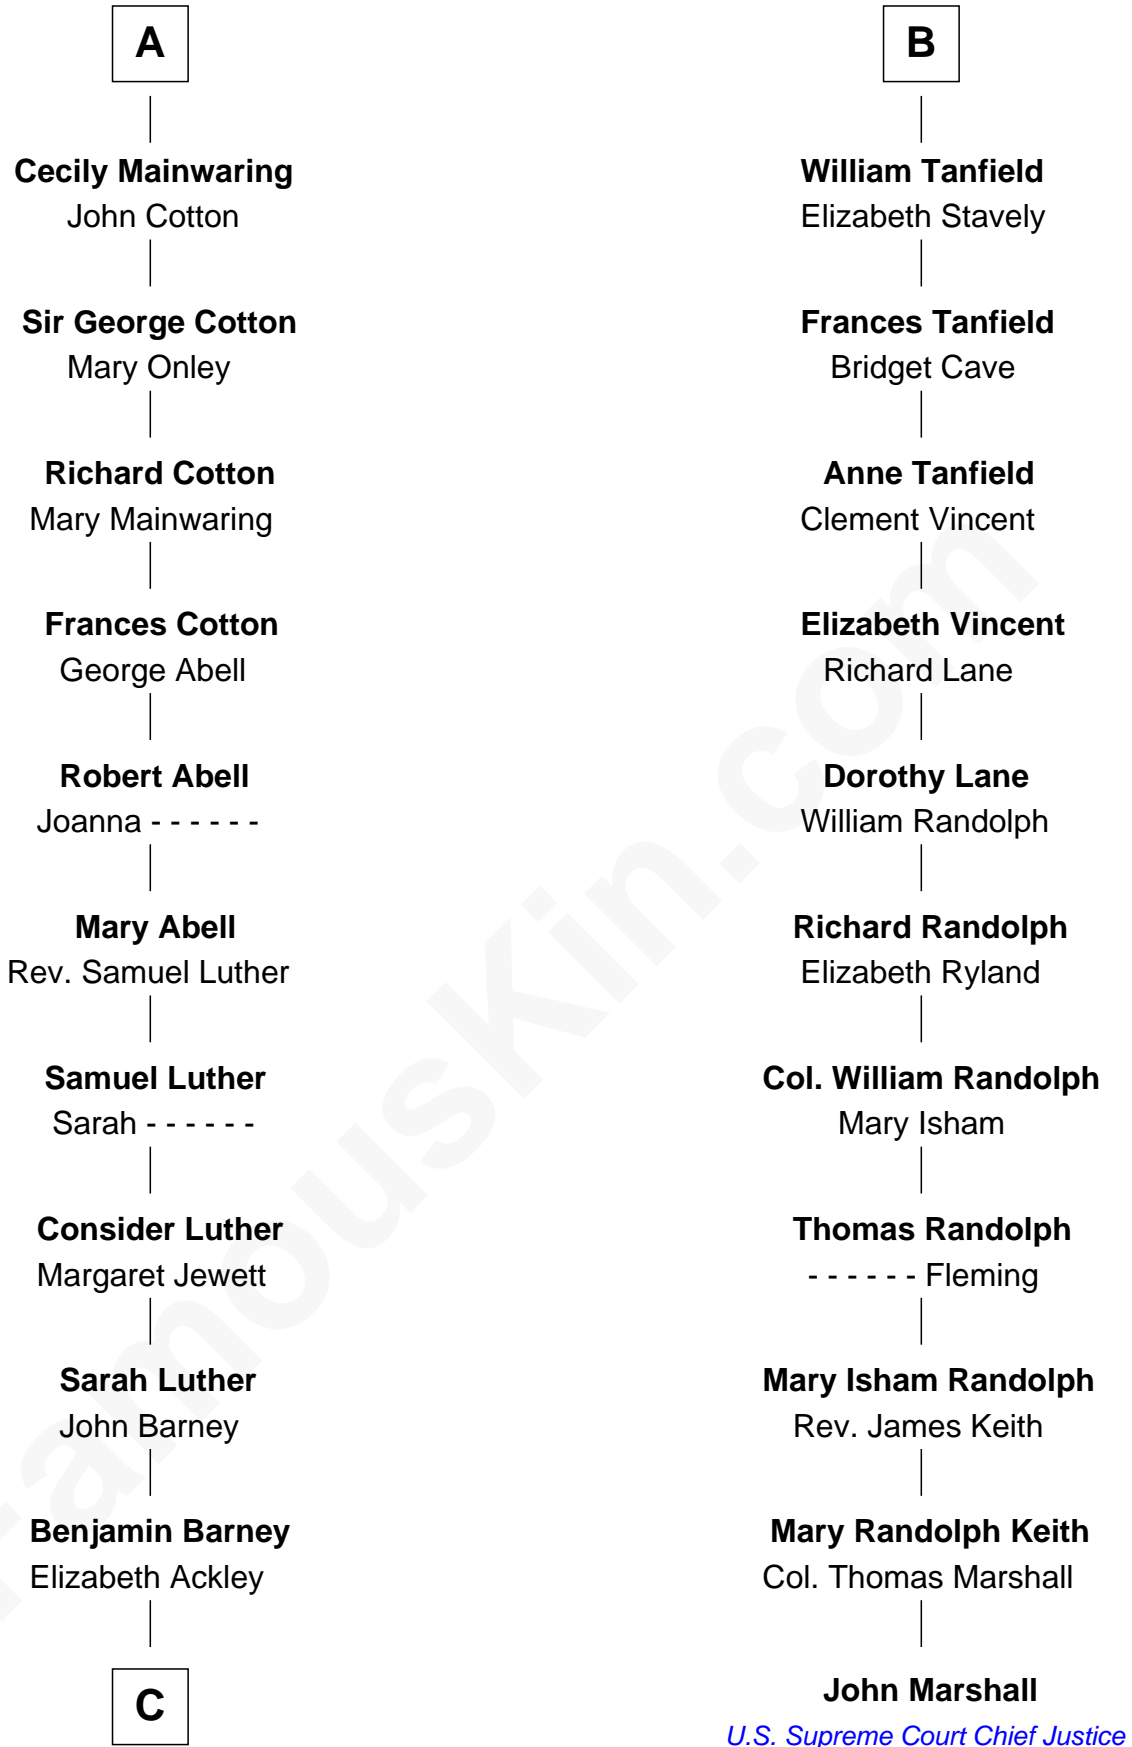 A
Cecily Mainwaring
John Cotton
Sir George Cotton
Mary Onley
Richard Cotton
Mary Mainwaring
Frances Cotton
George Abell
Robert Abell
Joanna - - - - - -
Mary Abell
Rev. Samuel Luther
Samuel Luther
Sarah - - - - - -
Consider Luther
Margaret Jewett
Sarah Luther
John Barney
Benjamin Barney
Elizabeth Ackley
C
B
William Tanfield
Elizabeth Stavely
Frances Tanfield
Bridget Cave
Anne Tanfield
Clement Vincent
Elizabeth Vincent
Richard Lane
Dorothy Lane
William Randolph
Richard Randolph
Elizabeth Ryland
Col. William Randolph
Mary Isham
Thomas Randolph
- - - - - - Fleming
Mary Isham Randolph
Rev. James Keith
Mary Randolph Keith
Col. Thomas Marshall
John Marshall
U.S. Supreme Court Chief Justice
FamousKin.com